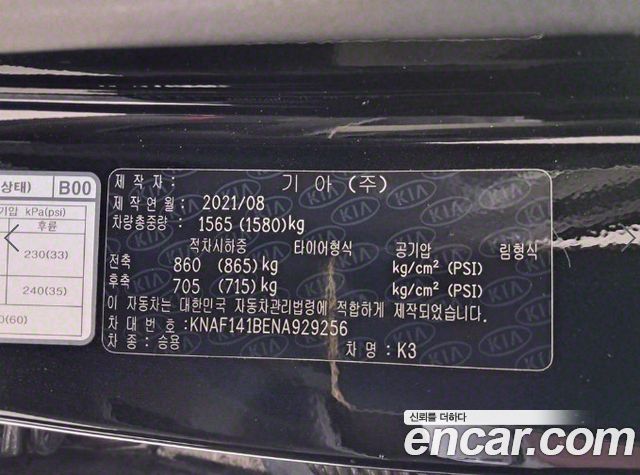 상태) B00
기압 kPa(psi)
후륜
230(33)
240(35)
0(60)
제 작 자 : 기 아 (주)
제 작 연 월 : 2021/08
차량총중량 : 1565 (1580)kg
적차시하중 타이어형식 공기압 림형식
전축 860 (865)kg kg/cm² (PSI)
후축 705 (715)kg kg/cm² (PSI)
이 자동차는 대한민국 자동차관리법령에 적합하게 제작되었습니다.
차 대 번 호 :KNAF141BENA929256
차 종 : 승용 차 명 : K3
신뢰를 더하다
encar.com